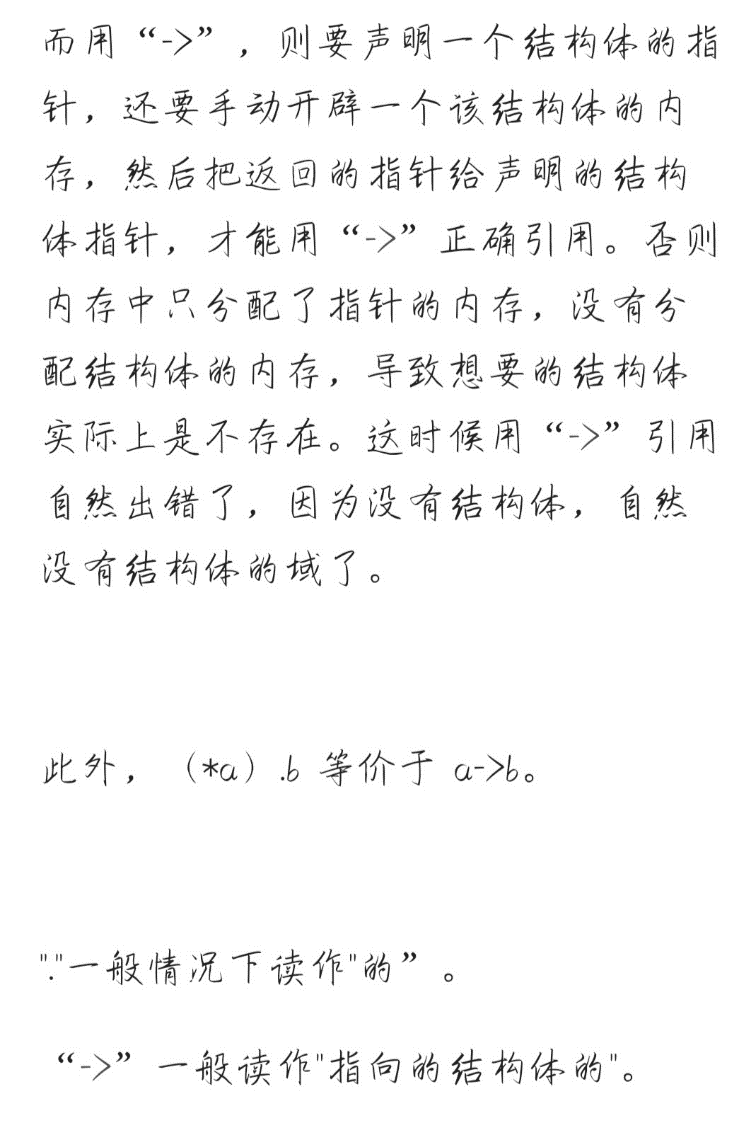 而用“->”，则要声明一个结构体的指
针，还要手动开辟一个该结构体的内
存，然后把返回的指针给声明的结构
体指针，才能用“->”正确引用。否则
内存中只分配了指针的内存，没有分
配结构体的内存，导致想要的结构体
实际上是不存在。这时候用“->”引用
自然出错了，因为没有结构体，自然
没有结构体的域了。
此外，（*a）.b 等价于 a->b。
"."一般情况下读作"的”。
“->”一般读作"指向的结构体的"。